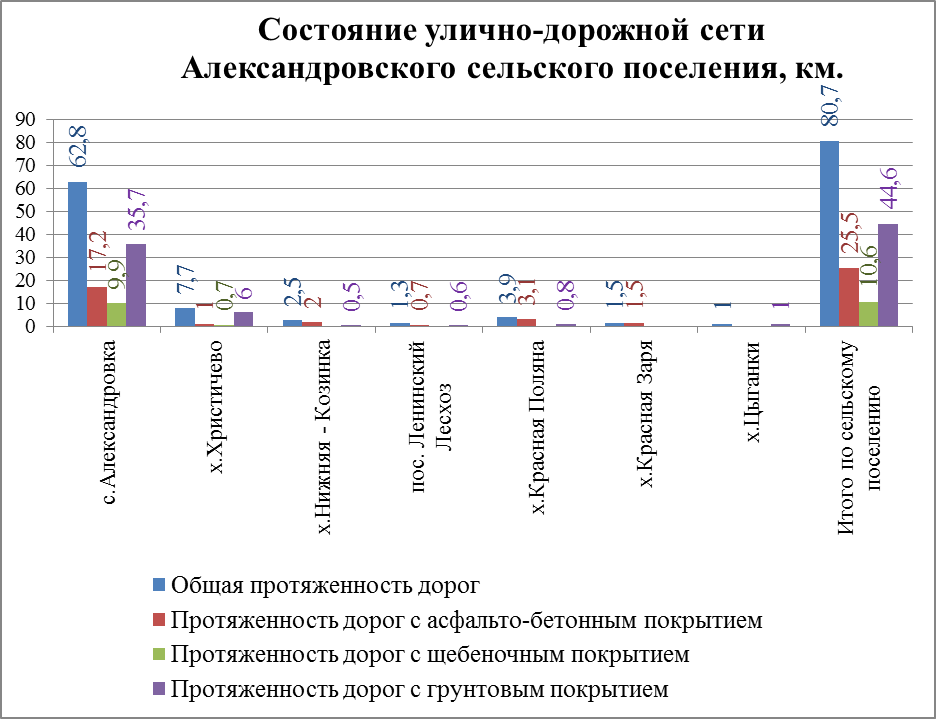 Состояние улично-дорожной сети
Александровского сельского поселения, км.
90
80
70
60
50
40
30
20
10
0
62,8
17,2
9,9
35,7
7,7
1
0,7
6
2,5
2
0,5
1,3
0,7
0,6
3,9
3,1
0,8
1,5
1,5
1
1
80,7
25,5
10,6
44,6
с.Александровка
х.Христичево
х.Нижняя - Козинка
пос. Ленинский
Лесхоз
х.Красная Поляна
х.Красная Заря
х.Цыганки
Итого по сельскому
поселению
Общая протяженность дорог
Протяженность дорог с асфальто-бетонным покрытием
Протяженность дорог с щебеночным покрытием
Протяженность дорог с грунтовым покрытием